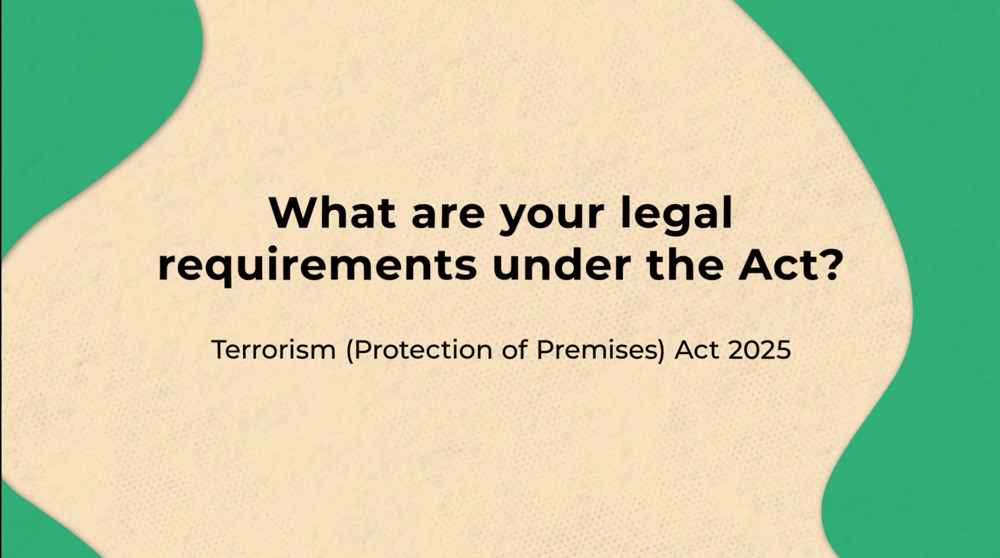 What are your legal
requirements under the Act?
Terrorism (Protection of Premises) Act 2025